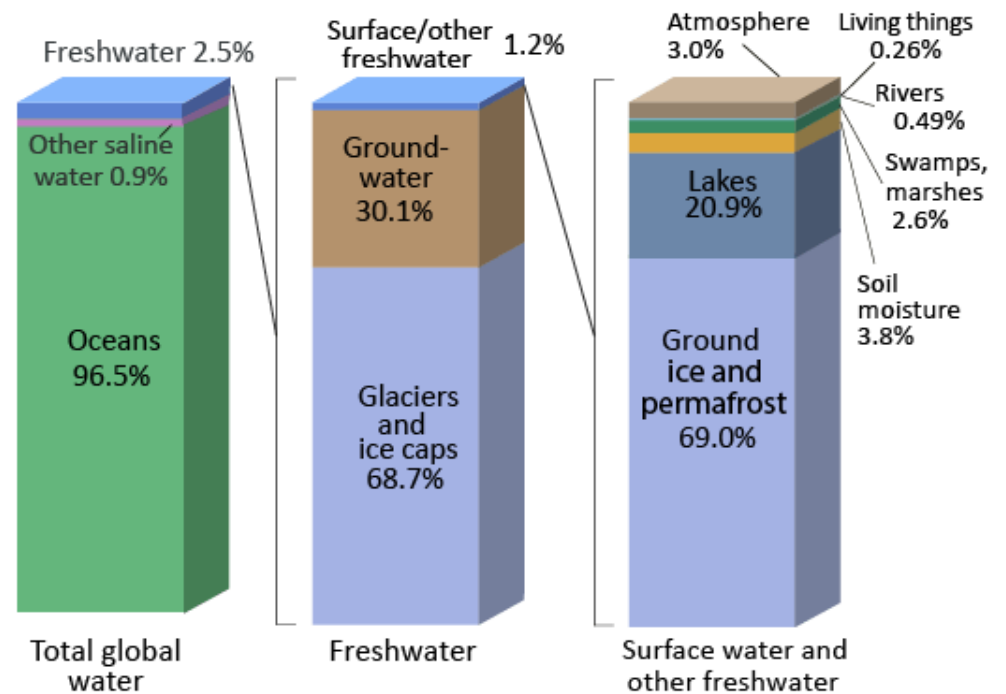 Freshwater 2.5%
Other saline
water 0.9%
Oceans
96.5%
Total global
water
Surface/other
freshwater
1.2%
Ground-
water
30.1%
Glaciers
and
ice caps
68.7%
Freshwater
Atmosphere
3.0%
Living things
0.26%
Rivers
0.49%
Swamps,
marshes
2.6%
Soil
moisture
3.8%
Lakes
20.9%
Ground
ice and
permafrost
69.0%
Surface water and
other freshwater